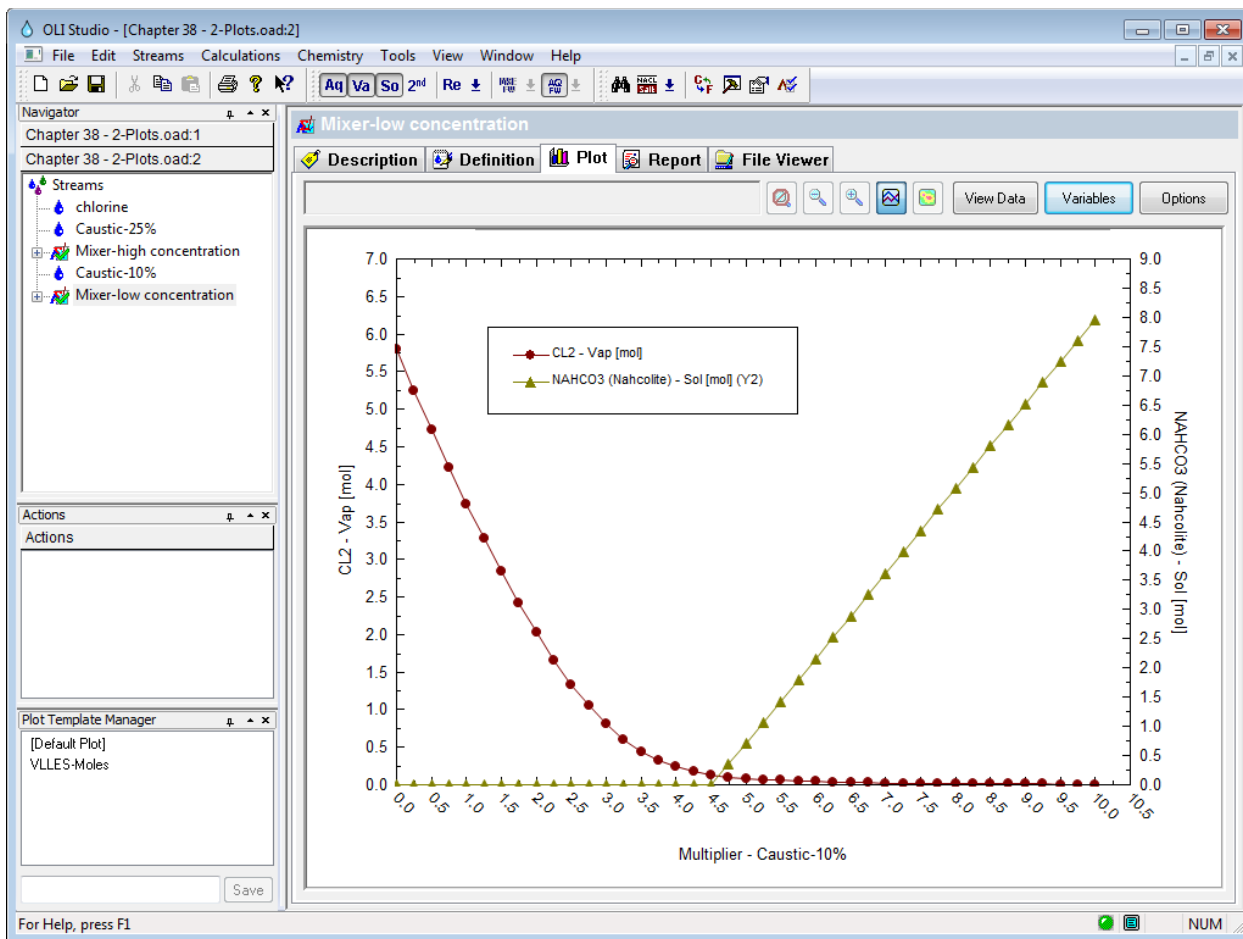 OLI Studio - [Chapter 38 - 2-Plots.oad:2]
File Edit Streams Calculations Chemistry Tools View Window Help
Aq Va So 2nd Re
Navigator
Chapter 38 - 2-Plots.oad:1
Chapter 38 - 2-Plots.oad:2
Streams
chlorine
Caustic-25%
Mixer-high concentration
Caustic-10%
Mixer-low concentration
Actions
Actions
Plot Template Manager
[Default Plot]
VLLES-Moles
Save
Mixer-low concentration
Description Definition Plot Report File Viewer
View Data Variables Options
CL2 - Vap [mol]
7.0
6.5
6.0
5.5
5.0
4.5
4.0
3.5
3.0
2.5
2.0
1.5
1.0
0.5
0.0
CL2 - Vap [mol]
NAHCO3 (Nahcolite) - Sol [mol] (Y2)
9.0
8.5
8.0
7.5
7.0
6.5
6.0
5.5
5.0
4.5
4.0
3.5
3.0
2.5
2.0
1.5
1.0
0.5
0.0
NAHCO3 (Nahcolite) - Sol [mol]
0.0 0.5 1.0 1.5 2.0 2.5 3.0 3.5 4.0 4.5 5.0 5.5 6.0 6.5 7.0 7.5 8.0 8.5 9.0 9.5 10.0 10.5
Multiplier - Caustic-10%
For Help, press F1
NUM